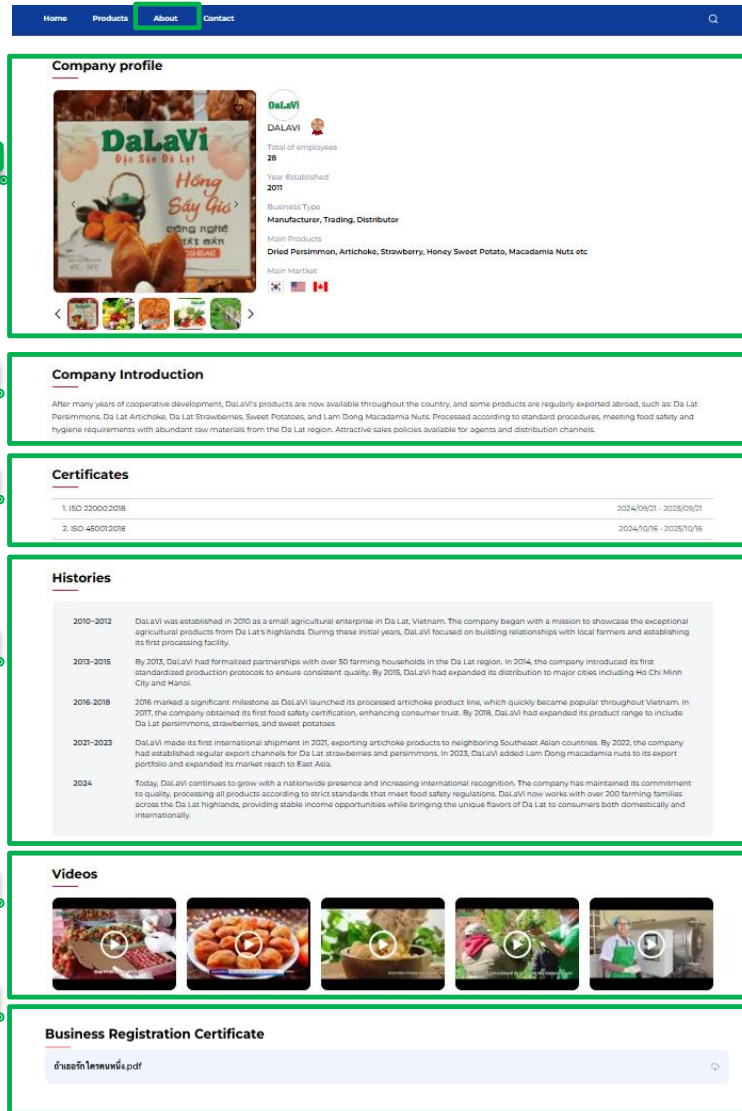 Home Products About Contact
Company profile
DaLaVi
Đặc Sản Đà Lạt
Hồng
Sấy Gió
DaLaVi
DALAVI
Total of employees
28
Year Established
2011
Business Type
Manufacturer, Trading, Distributor
Main Products
Dried Persimmon, Artichoke, Strawberry, Honey Sweet Potato, Macadamia Nuts etc
Main Martket
Company Introduction
After many years of cooperative development, DaLaVi's products are now available throughout the country, and some products are regularly exported abroad, such as: Da Lat
Persimmons, Da Lat Artichoke, Da Lat Strawberries, Sweet Potatoes, and Lam Dong Macadamia Nuts. Processed according to standard procedures, meeting food safety and
hygiene requirements with abundant raw materials from the Da Lat region. Attractive sales policies available for agents and distribution channels.
Certificates
1. ISO 22000:2018 2024/09/21 - 2025/09/21
2. ISO 45001:2018 2024/10/16 - 2025/10/16
Histories
2010-2012 DaLaVi was established in 2010 as a small agricultural enterprise in Da Lat, Vietnam. The company began with a mission to showcase the exceptional
agricultural products from Da Lat's highlands. During these initial years, DaLaVi focused on building relationships with local farmers and establishing
its first processing facility.
2013-2015 By 2013, DaLaVi had formalized partnerships with over 50 farming households in the Da Lat region. In 2014, the company introduced its first
standardized production protocols to ensure consistent quality. By 2015, DaLaVi had expanded its distribution to major cities including Ho Chi Minh
City and Hanoi.
2016-2018 2016 marked a significant milestone as DaLaVi launched its processed artichoke product line, which quickly became popular throughout Vietnam. In
2017, the company obtained its first food safety certification, enhancing consumer trust. By 2018, DaLaVi had expanded its product range to include
Da Lat persimmons, strawberries, and sweet potatoes
2021-2023 DaLaVi made its first international shipment in 2021, exporting artichoke products to neighboring Southeast Asian countries. By 2022, the company
had established regular export channels for Da Lat strawberries and persimmons. In 2023, DaLaVi added Lam Dong macadamia nuts to its export
portfolio and expanded its market reach to East Asia.
2024 Today, DaLaVi continues to grow with a nationwide presence and increasing international recognition. The company has maintained its commitment
to quality, processing all products according to strict standards that meet food safety regulations. DaLaVi now works with over 200 farming families
across the Da Lat highlands, providing stable income opportunities while bringing the unique flavors of Da Lat to consumers both domestically and
internationally.
Videos
Business Registration Certificate
ถ้าเธอรักใครคนหนึ่ง.pdf